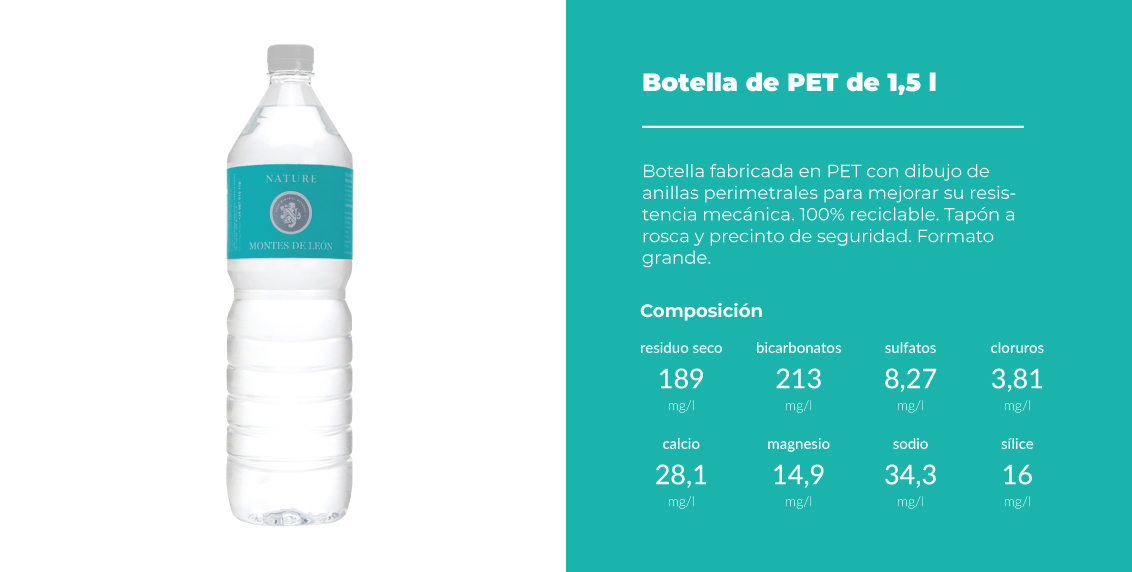 NATURE
MONTES DE LEÓN
Botella de PET de 1,5 l
Botella fabricada en PET con dibujo de
anillas perimetrales para mejorar su resis-
tencia mecánica. 100% reciclable. Tapón a
rosca y precinto de seguridad. Formato
grande.
Composición
residuo seco bicarbonatos sulfatos cloruros
189 213 8,27 3,81
mg/l mg/l mg/l mg/l
calcio magnesio sodio sílice
28,1 14,9 34,3 16
mg/l mg/l mg/l mg/l